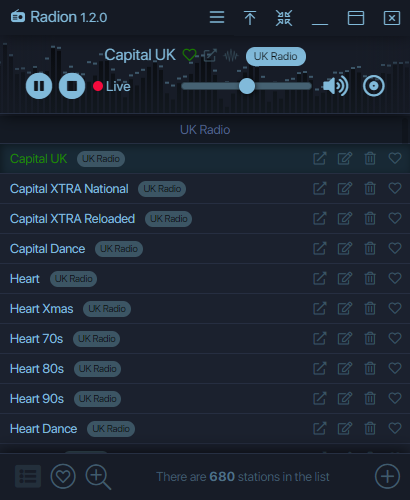 Radion 1.2.0
Capital UK UK Radio
Live
UK Radio
Capital UK UK Radio
Capital XTRA National UK Radio
Capital XTRA Reloaded UK Radio
Capital Dance UK Radio
Heart UK Radio
Heart Xmas UK Radio
Heart 70s UK Radio
Heart 80s UK Radio
Heart 90s UK Radio
Heart Dance UK Radio
There are 680 stations in the list